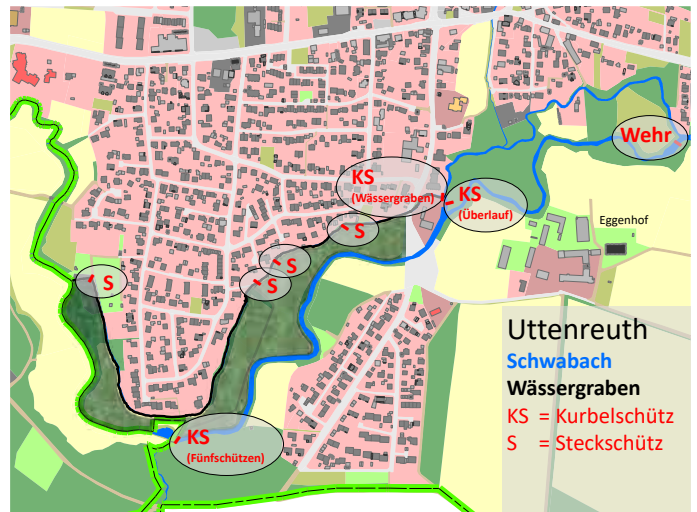 Wehr
KS
(Wässergraben)
KS
(Überlauf)
S
Eggenhof
S
S
S
KS
(Fünfschützen)
Uttenreuth
Schwabach
Wässergraben
KS = Kurbelschütz
S = Steckschütz